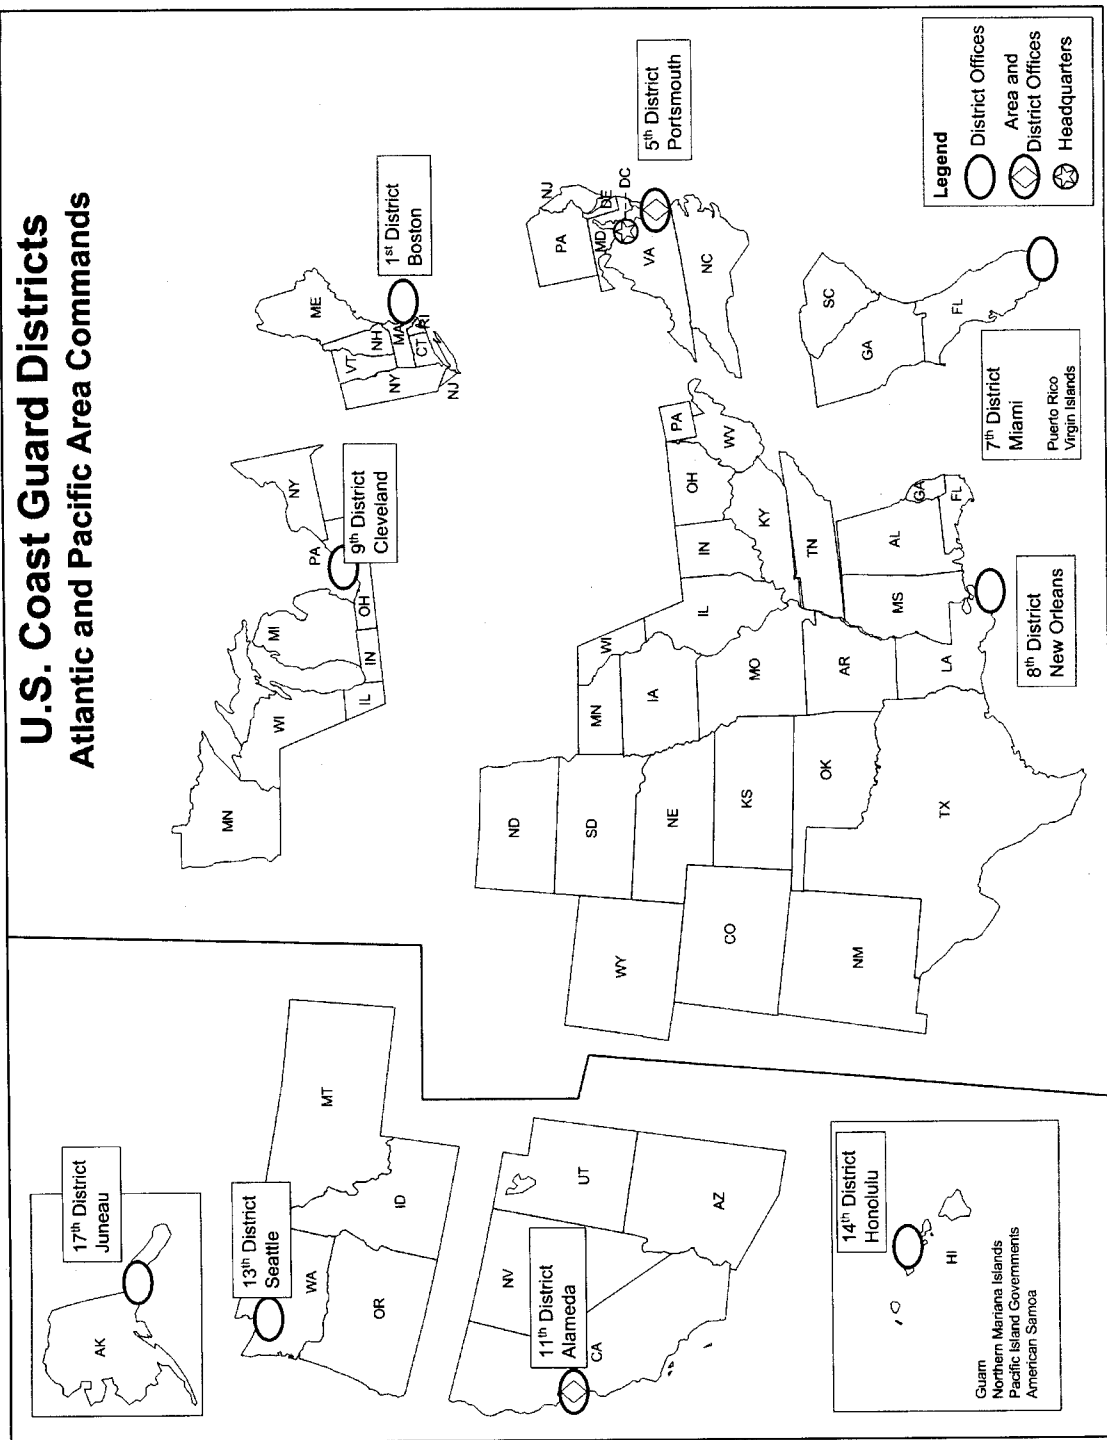 U.S. Coast Guard Districts
Atlantic and Pacific Area Commands
17th District
Juneau
AK
13th District
Seattle
WA
MT
OR
ID
11th District
Alameda
NV
UT
CA
AZ
14th District
Honolulu
HI
Guam
Northern Mariana Islands
Pacific Island Governments
American Samoa
MN
WI
MI
IL
IN
OH
PA
NY
9th District
Cleveland
ME
VT
NH
NY
MA
CT
RI
NJ
1st District
Boston
ND
SD
NE
KS
OK
TX
WY
CO
NM
MN
WI
IA
MO
AR
LA
IL
IN
OH
PA
WV
KY
TN
MS
AL
GA
FL
8th District
New Orleans
PA
NJ
MD
DE
DC
VA
NC
5th District
Portsmouth
SC
GA
FL
7th District
Miami
Puerto Rico
Virgin Islands
Legend
District Offices
Area and
District Offices
Headquarters